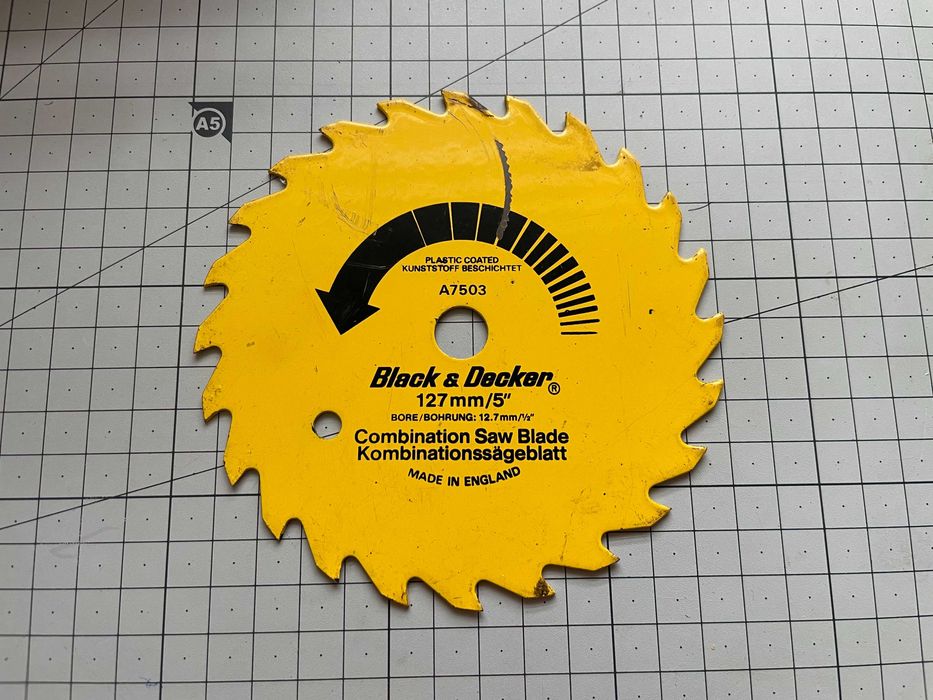 A5
PLASTIC COATED
KUNSTSTOFF BESCHICHTET
A7503
Black & Decker®
127mm/5"
BORE/BOHRUNG: 12.7mm/½"
Combination Saw Blade
Kombinationssägeblatt
MADE IN ENGLAND